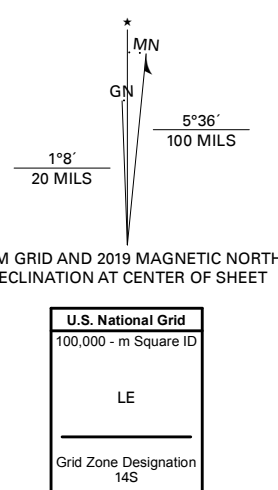 ★
MN
GN
5°36´
100 MILS
1°8´
20 MILS
M GRID AND 2019 MAGNETIC NORTH
ECLINATION AT CENTER OF SHEET
U.S. National Grid
100,000 - m Square ID
LE
Grid Zone Designation
14S